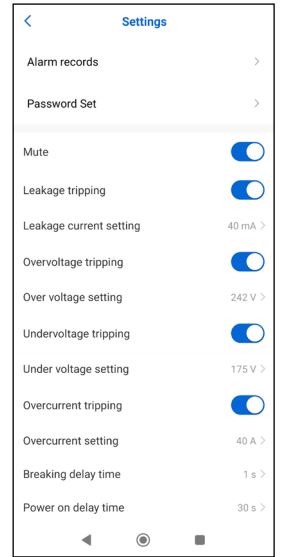 Settings
Alarm records
Password Set
Mute
Leakage tripping
Leakage current setting 40 mA
Overvoltage tripping
Over voltage setting 242 V
Undervoltage tripping
Under voltage setting 175 V
Overcurrent tripping
Overcurrent setting 40 A
Breaking delay time 1 s
Power on delay time 30 s